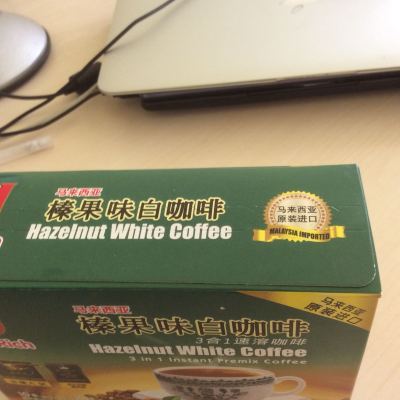 马来西亚
榛果味白咖啡
Hazelnut White Coffee
马来西亚
原装进口
MALAYSIA IMPORTED
马来西亚
榛果味白咖啡
3合1速溶咖啡
Hazelnut White Coffee
3 in 1 Instant Premix Coffee
马来西亚
原装进口
Rich